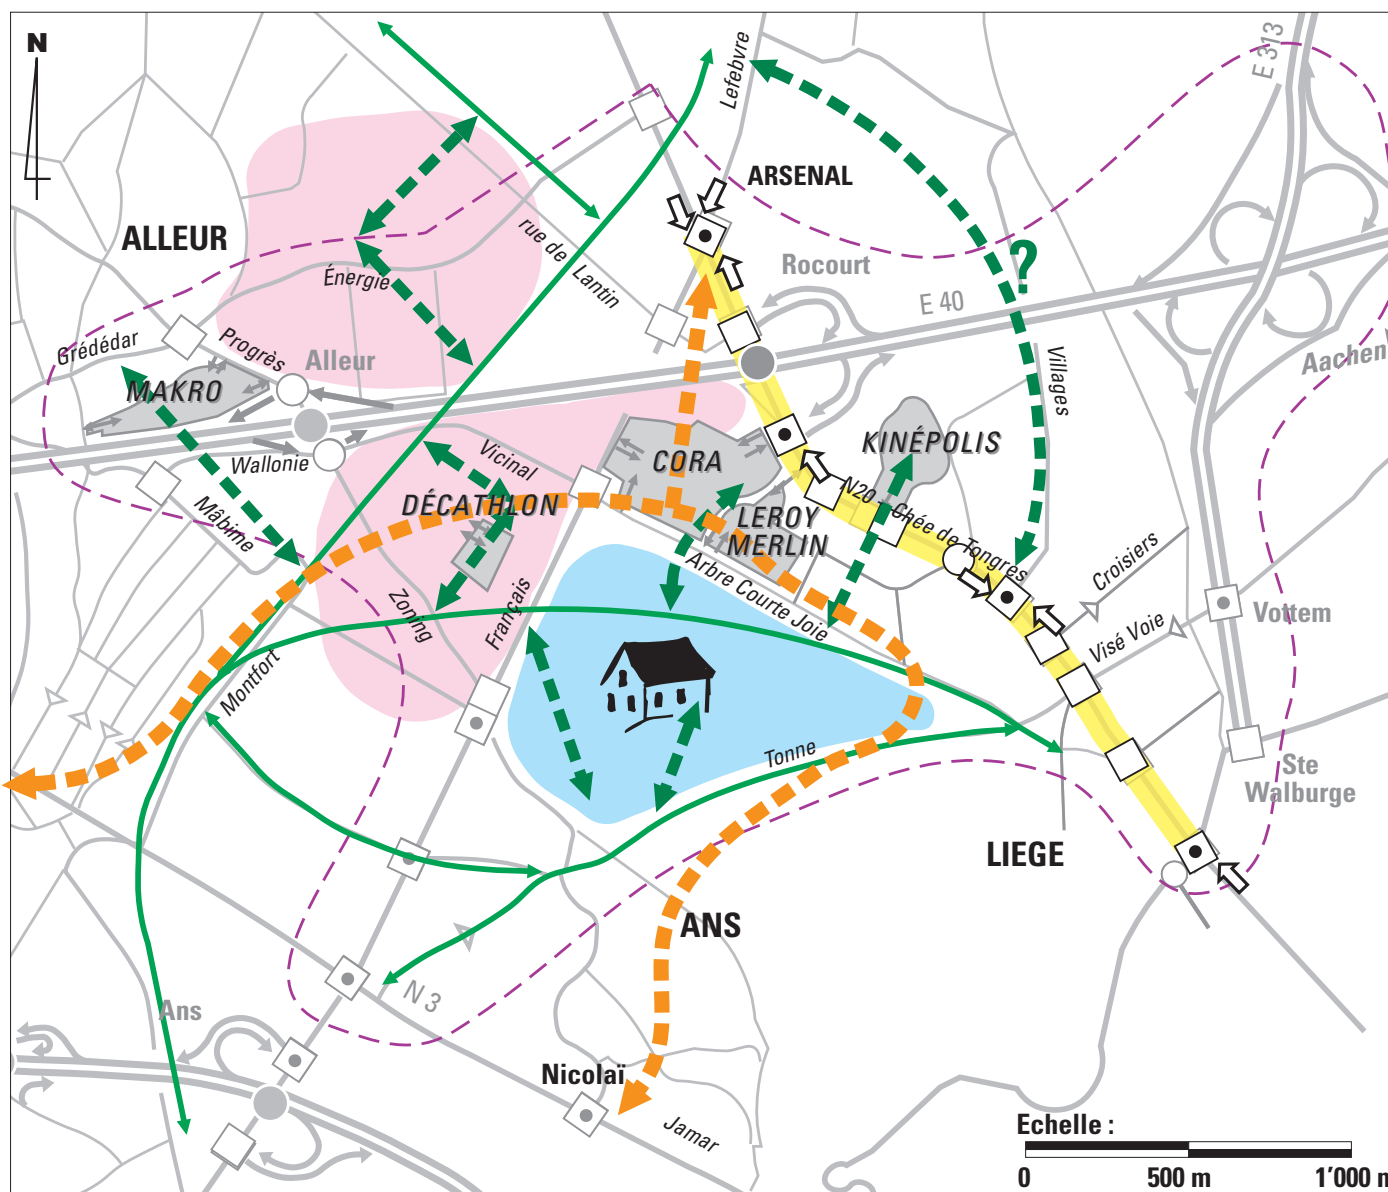 N
E 313
Lefebvre
ARSENAL
ALLEUR
rue de Lantin
Rocourt
?
Énergie
E 40
Grédédar
Progrès
Alleur
Aachen
Villages
MAKRO
KINÉPOLIS
Vicinal
CORA
Wallonie
DÉCATHLON
N20 - Chée de Tongres
LEROY
MERLIN
Mâbime
Croisiers
Arbre Courte Joie
Zoning
Français
Vottem
Visé Voie
Montfort
Tonne
Ste
Walburge
LIEGE
ANS
N 3
Ans
Nicolaï
Jamar
Echelle :
0
500 m
1'000 m